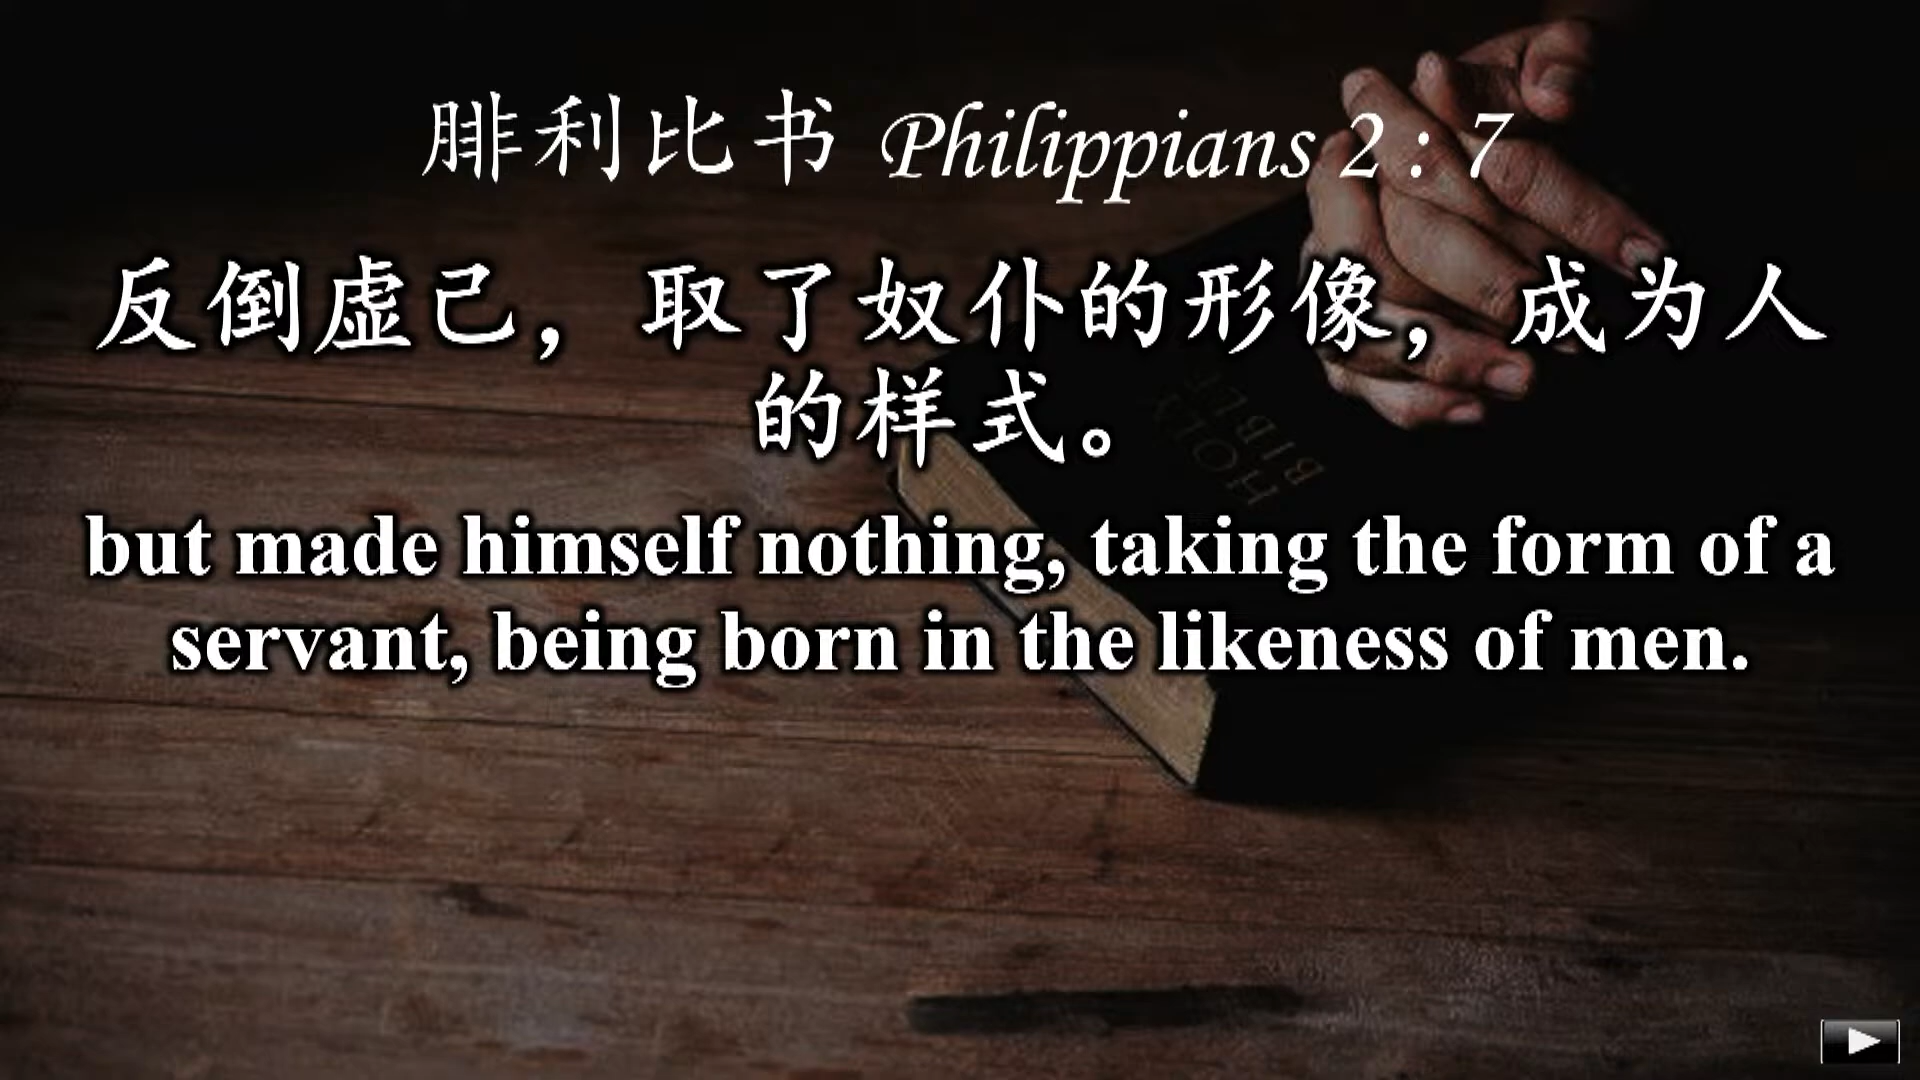 腓利比书 Philippians 2 : 7
反倒虚己，取了奴仆的形像，成为人
的样式。
but made himself nothing, taking the form of a
servant, being born in the likeness of men.
HOLY
BIBLE